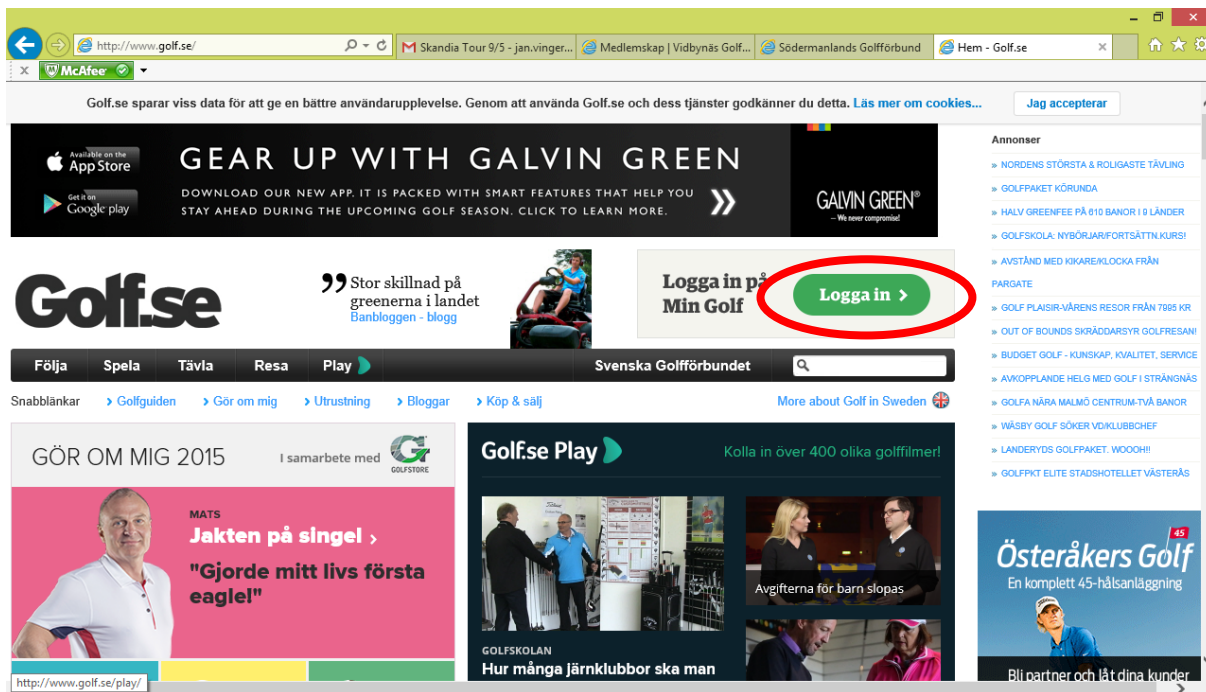 http://www.golf.se/
Skandia Tour 9/5 - jan.vinger...
Medlemskap | Vidbynäs Golf...
Södermanlands Golfförbund
Hem - Golf.se
McAfee
Golf.se sparar viss data för att ge en bättre användarupplevelse. Genom att använda Golf.se och dess tjänster godkänner du detta. Läs mer om cookies...
Jag accepterar
Available on the
App Store
Get it on
Google play
GEAR UP WITH GALVIN GREEN
DOWNLOAD OUR NEW APP. IT IS PACKED WITH SMART FEATURES THAT HELP YOU
STAY AHEAD DURING THE UPCOMING GOLF SEASON. CLICK TO LEARN MORE.
GALVIN GREEN®
– We never compromise!
Golf.se
Stor skillnad på
greenerna i landet
Banbloggen - blogg
Logga in på
Min Golf
Logga in
Följa Spela Tävla Resa Play
Svenska Golfförbundet
Snabblänkar Golfguiden Gör om mig Utrustning Bloggar Köp & sälj
More about Golf in Sweden
GÖR OM MIG 2015
I samarbete med
GOLFSTORE
MATS
Jakten på singel
"Gjorde mitt livs första
eagle!"
Golf.se Play
Kolla in över 400 olika golffilmer!
Avgifterna för barn slopas
GOLFSKOLAN
Hur många järnklubbor ska man
Annonser
» NORDENS STÖRSTA & ROLIGASTE TÄVLING
» GOLFPAKET KÖRUNDA
» HALV GREENFEE PÅ 610 BANOR I 9 LÄNDER
» GOLFSKOLA: NYBÖRJAR/FORTSÄTTN.KURS!
» AVSTÅND MED KIKARE/KLOCKA FRÅN
PARGATE
» GOLF PLAISIR-VÅRENS RESOR FRÅN 7995 KR
» OUT OF BOUNDS SKRÄDDARSYR GOLFRESAN!
» BUDGET GOLF - KUNSKAP, KVALITET, SERVICE
» AVKOPPLANDE HELG MED GOLF I STRÄNGNÄS
» GOLFA NÄRA MALMÖ CENTRUM-TVÅ BANOR
» WÄSBY GOLF SÖKER VD/KLUBBCHEF
» LANDERYDS GOLFPAKET. WOOOH!!
» GOLFPKT ELITE STADSHOTELLET VÄSTERÅS
45
Österåkers Golf
En komplett 45-hålsanläggning
Bli partner och låt dina kunder
http://www.golf.se/play/